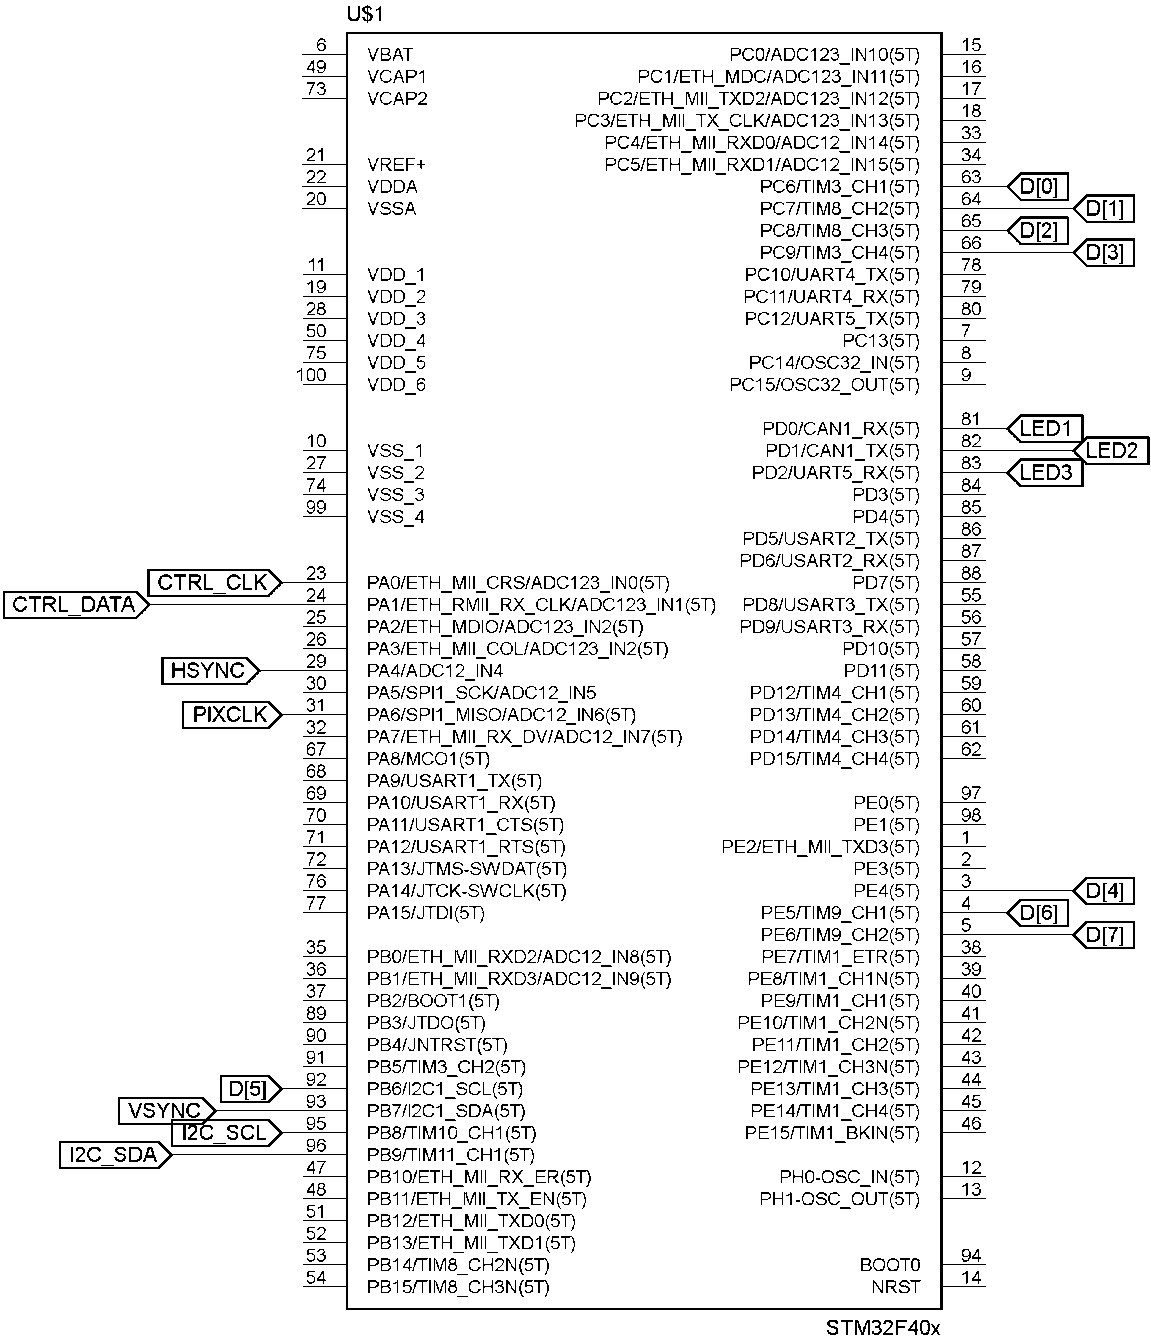 U$1
6 VBAT PC0/ADC123_IN10(5T) 15
49 VCAP1 PC1/ETH_MDC/ADC123_IN11(5T) 16
73 VCAP2 PC2/ETH_MII_TXD2/ADC123_IN12(5T) 17
PC3/ETH_MII_TX_CLK/ADC123_IN13(5T) 18
PC4/ETH_MII_RXD0/ADC12_IN14(5T) 33
21 VREF+ PC5/ETH_MII_RXD1/ADC12_IN15(5T) 34
22 VDDA PC6/TIM3_CH1(5T) 63 D[0]
20 VSSA PC7/TIM8_CH2(5T) 64 D[1]
PC8/TIM8_CH3(5T) 65 D[2]
PC9/TIM3_CH4(5T) 66 D[3]
11 VDD_1 PC10/UART4_TX(5T) 78
19 VDD_2 PC11/UART4_RX(5T) 79
28 VDD_3 PC12/UART5_TX(5T) 80
50 VDD_4 PC13(5T) 7
75 VDD_5 PC14/OSC32_IN(5T) 8
100 VDD_6 PC15/OSC32_OUT(5T) 9
PD0/CAN1_RX(5T) 81 LED1
10 VSS_1 PD1/CAN1_TX(5T) 82 LED2
27 VSS_2 PD2/UART5_RX(5T) 83 LED3
74 VSS_3 PD3(5T) 84
99 VSS_4 PD4(5T) 85
PD5/USART2_TX(5T) 86
PD6/USART2_RX(5T) 87
CTRL_CLK 23 PA0/ETH_MII_CRS/ADC123_IN0(5T) PD7(5T) 88
CTRL_DATA 24 PA1/ETH_RMII_RX_CLK/ADC123_IN1(5T) PD8/USART3_TX(5T) 55
25 PA2/ETH_MDIO/ADC123_IN2(5T) PD9/USART3_RX(5T) 56
26 PA3/ETH_MII_COL/ADC123_IN2(5T) PD10(5T) 57
HSYNC 29 PA4/ADC12_IN4 PD11(5T) 58
30 PA5/SPI1_SCK/ADC12_IN5 PD12/TIM4_CH1(5T) 59
PIXCLK 31 PA6/SPI1_MISO/ADC12_IN6(5T) PD13/TIM4_CH2(5T) 60
32 PA7/ETH_MII_RX_DV/ADC12_IN7(5T) PD14/TIM4_CH3(5T) 61
67 PA8/MCO1(5T) PD15/TIM4_CH4(5T) 62
68 PA9/USART1_TX(5T)
69 PA10/USART1_RX(5T) PE0(5T) 97
70 PA11/USART1_CTS(5T) PE1(5T) 98
71 PA12/USART1_RTS(5T) PE2/ETH_MII_TXD3(5T) 1
72 PA13/JTMS-SWDAT(5T) PE3(5T) 2
76 PA14/JTCK-SWCLK(5T) PE4(5T) 3 D[4]
77 PA15/JTDI(5T) PE5/TIM9_CH1(5T) 4 D[6]
PE6/TIM9_CH2(5T) 5 D[7]
35 PB0/ETH_MII_RXD2/ADC12_IN8(5T) PE7/TIM1_ETR(5T) 38
36 PB1/ETH_MII_RXD3/ADC12_IN9(5T) PE8/TIM1_CH1N(5T) 39
37 PB2/BOOT1(5T) PE9/TIM1_CH1(5T) 40
89 PB3/JTDO(5T) PE10/TIM1_CH2N(5T) 41
90 PB4/JNTRST(5T) PE11/TIM1_CH2(5T) 42
91 PB5/TIM3_CH2(5T) PE12/TIM1_CH3N(5T) 43
D[5] 92 PB6/I2C1_SCL(5T) PE13/TIM1_CH3(5T) 44
VSYNC 93 PB7/I2C1_SDA(5T) PE14/TIM1_CH4(5T) 45
I2C_SCL 95 PB8/TIM10_CH1(5T) PE15/TIM1_BKIN(5T) 46
I2C_SDA 96 PB9/TIM11_CH1(5T)
47 PB10/ETH_MII_RX_ER(5T) PH0-OSC_IN(5T) 12
48 PB11/ETH_MII_TX_EN(5T) PH1-OSC_OUT(5T) 13
51 PB12/ETH_MII_TXD0(5T)
52 PB13/ETH_MII_TXD1(5T)
53 PB14/TIM8_CH2N(5T) BOOT0 94
54 PB15/TIM8_CH3N(5T) NRST 14
STM32F40x